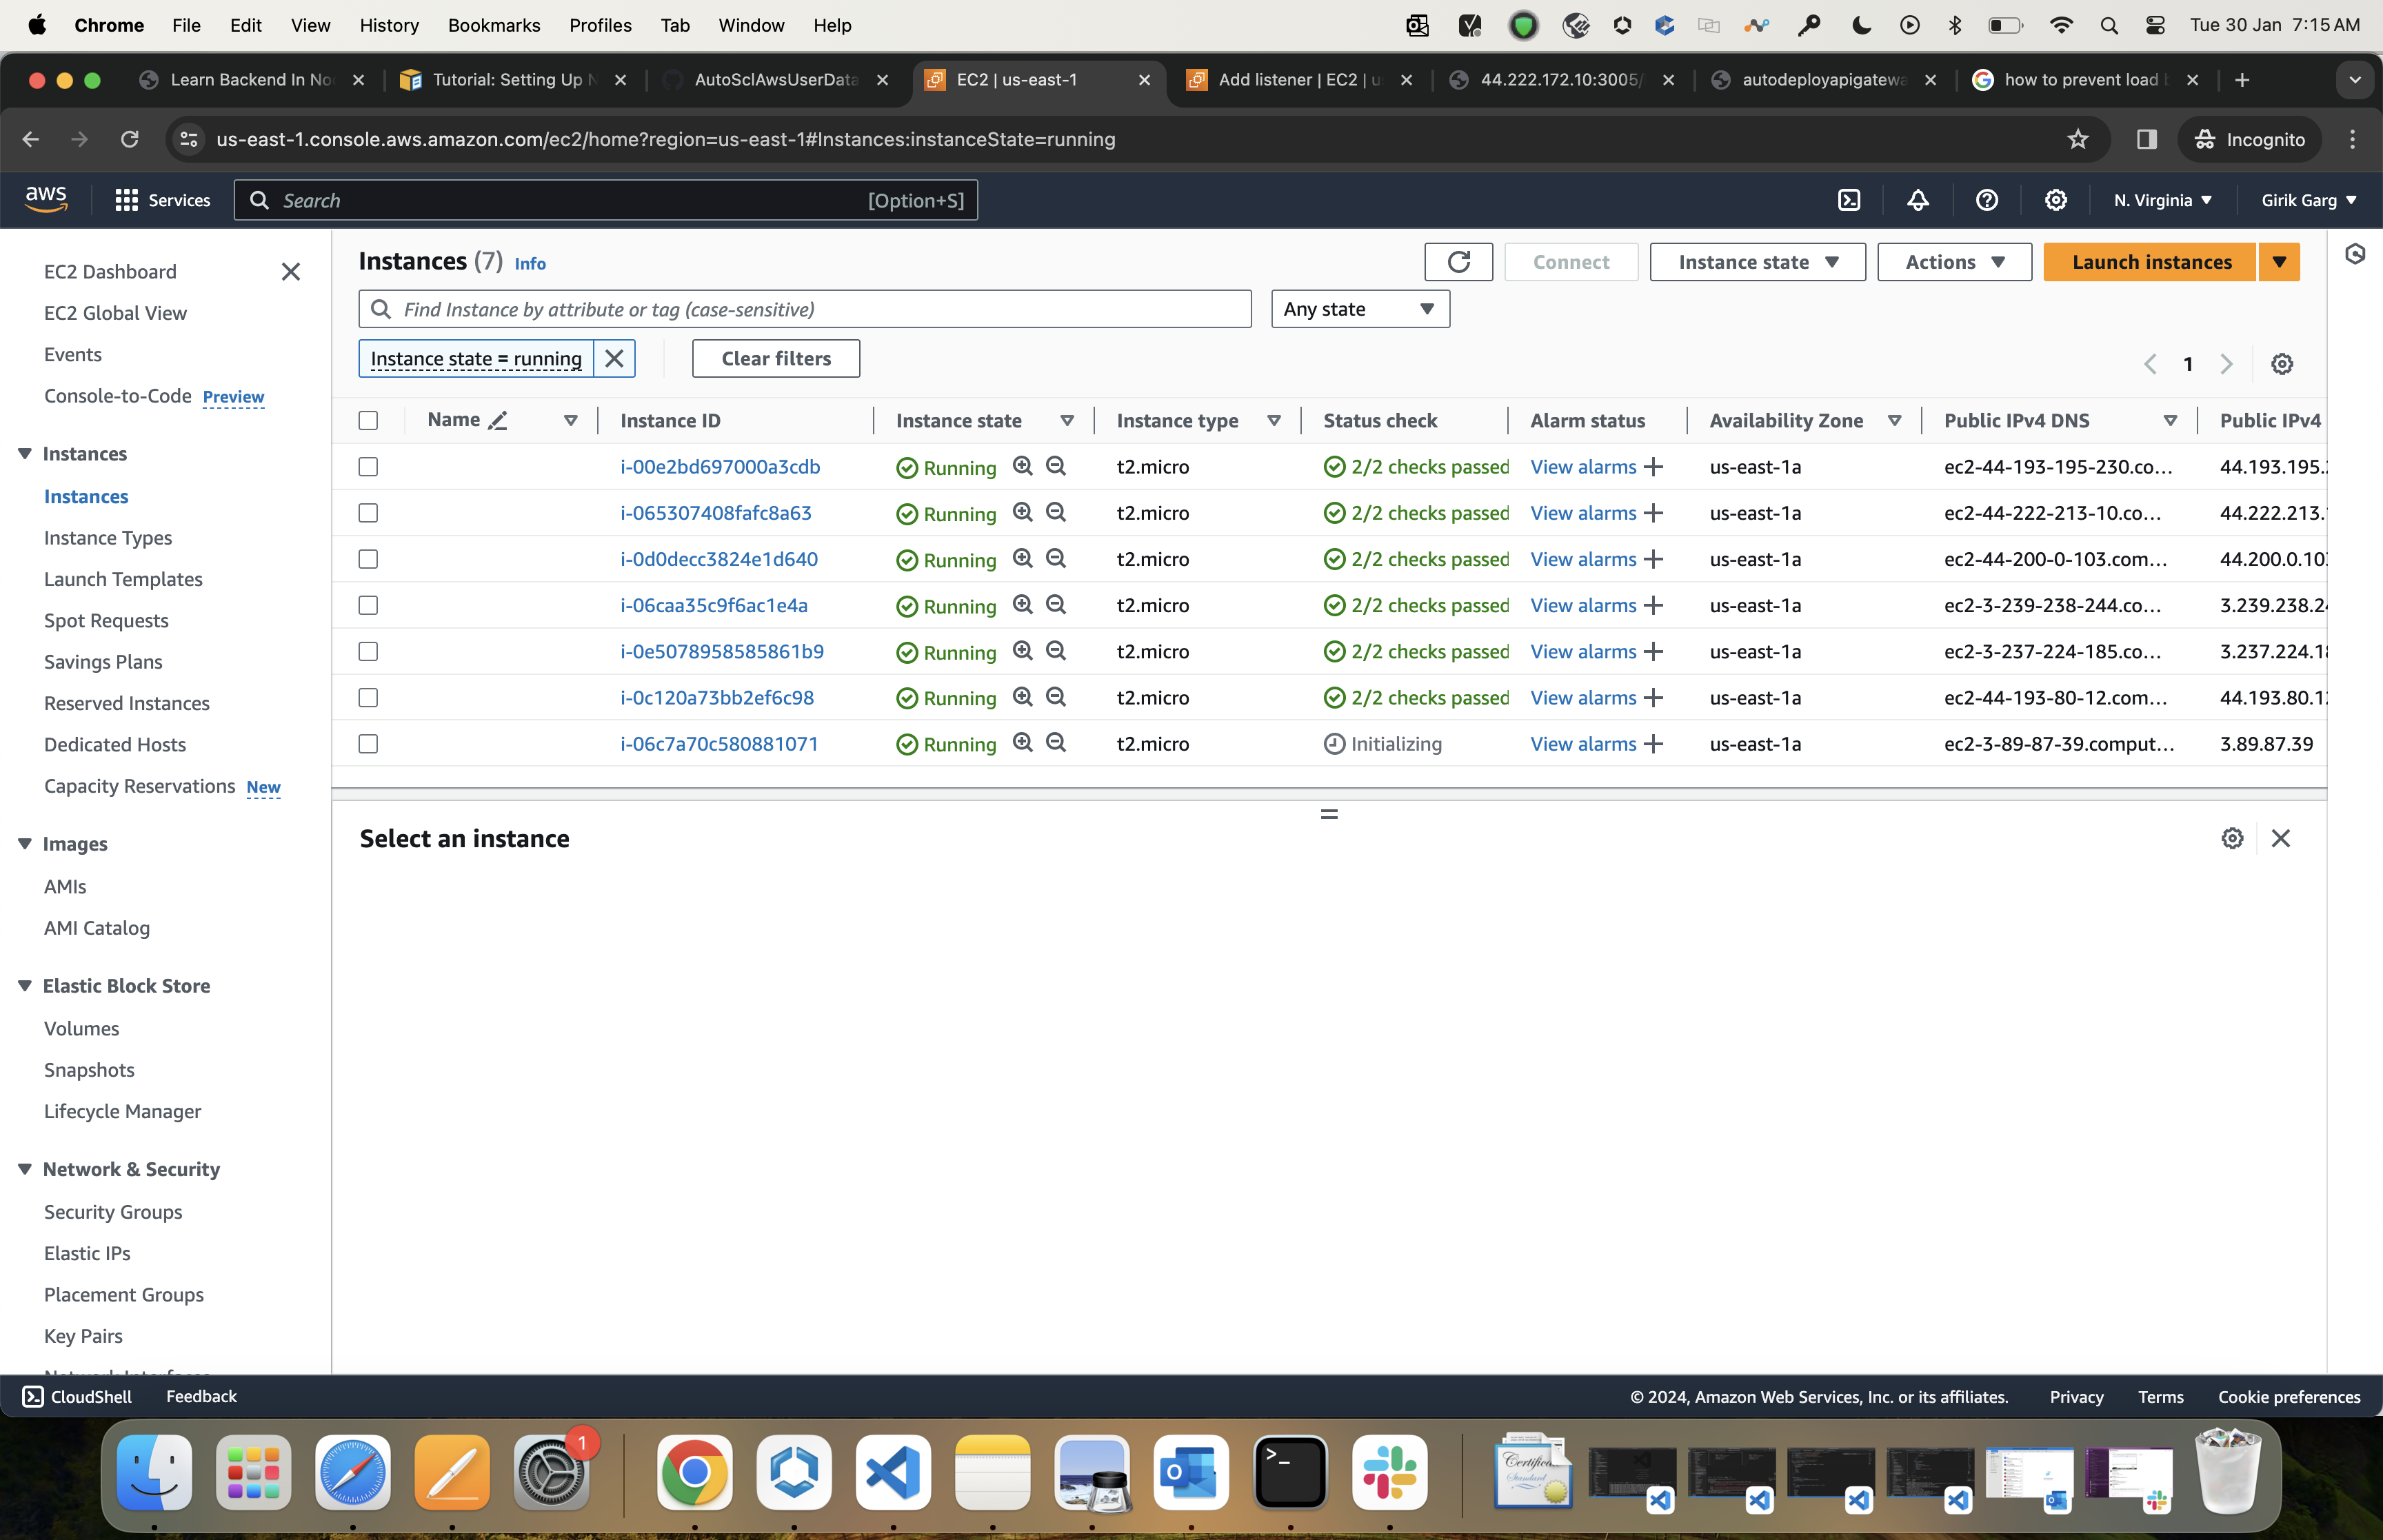 Chrome File Edit View History Bookmarks Profiles Tab Window Help Tue 30 Jan 7:15 AM
Learn Backend In No Tutorial: Setting Up N AutoSclAwsUserData EC2 | us-east-1 Add listener | EC2 | u 44.222.172.10:3005/ autodeployapigatewa how to prevent load b
us-east-1.console.aws.amazon.com/ec2/home?region=us-east-1#Instances:instanceState=running Incognito
aws Services Search [Option+S] N. Virginia Girik Garg
EC2 Dashboard
EC2 Global View
Events
Console-to-Code Preview
Instances
Instances
Instance Types
Launch Templates
Spot Requests
Savings Plans
Reserved Instances
Dedicated Hosts
Capacity Reservations New
Images
AMIs
AMI Catalog
Elastic Block Store
Volumes
Snapshots
Lifecycle Manager
Network & Security
Security Groups
Elastic IPs
Placement Groups
Key Pairs
Instances (7) Info Connect Instance state Actions Launch instances
Find Instance by attribute or tag (case-sensitive) Any state
Instance state = running Clear filters 1
Name Instance ID Instance state Instance type Status check Alarm status Availability Zone Public IPv4 DNS Public IPv4
i-00e2bd697000a3cdb Running t2.micro 2/2 checks passed View alarms us-east-1a ec2-44-193-195-230.co... 44.193.195.
i-065307408fafc8a63 Running t2.micro 2/2 checks passed View alarms us-east-1a ec2-44-222-213-10.co... 44.222.213.
i-0d0decc3824e1d640 Running t2.micro 2/2 checks passed View alarms us-east-1a ec2-44-200-0-103.com... 44.200.0.10
i-06caa35c9f6ac1e4a Running t2.micro 2/2 checks passed View alarms us-east-1a ec2-3-239-238-244.co... 3.239.238.2
i-0e5078958585861b9 Running t2.micro 2/2 checks passed View alarms us-east-1a ec2-3-237-224-185.co... 3.237.224.1
i-0c120a73bb2ef6c98 Running t2.micro 2/2 checks passed View alarms us-east-1a ec2-44-193-80-12.com... 44.193.80.1
i-06c7a70c580881071 Running t2.micro Initializing View alarms us-east-1a ec2-3-89-87-39.comput... 3.89.87.39
Select an instance
CloudShell Feedback © 2024, Amazon Web Services, Inc. or its affiliates. Privacy Terms Cookie preferences
1